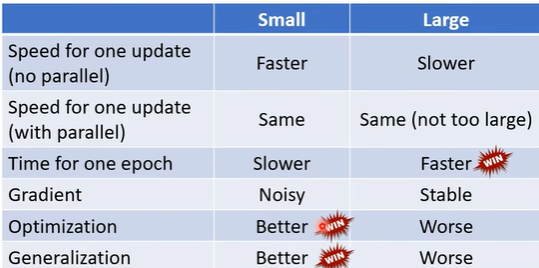 Small Large
Speed for one update
(no parallel) Faster Slower
Speed for one update
(with parallel) Same Same (not too large)
Time for one epoch Slower Faster WIN
Gradient Noisy Stable
Optimization Better WIN Worse
Generalization Better WIN Worse